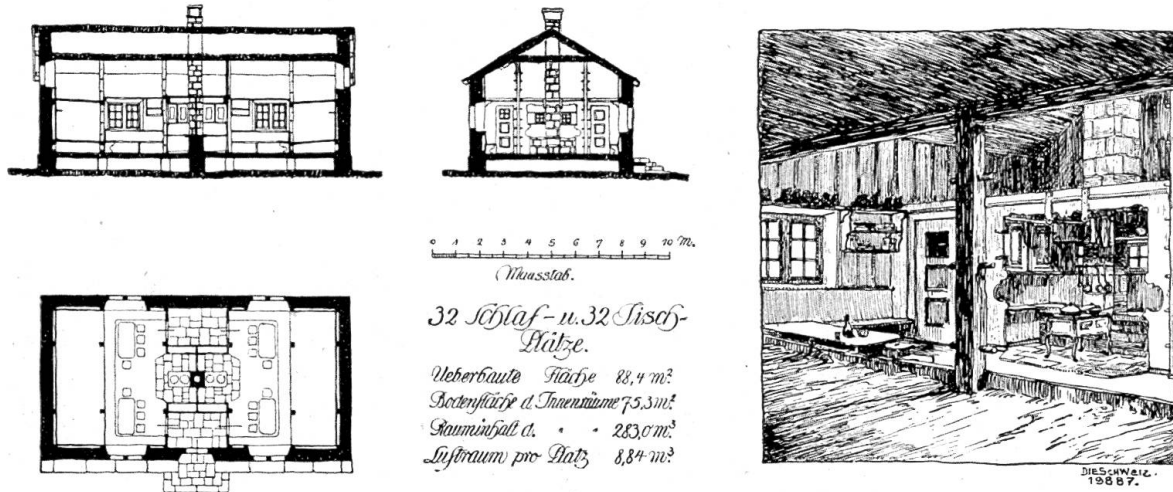 0 1 2 3 4 5 6 7 8 9 10 M.
Maasstab.
32 Schlaf- u. 32 Tisch-
Plätze.
Ueberbaute Fläche 88,4 m²
Bodenfläche d. Innenräume 75,3 m²
Rauminhalt d. " " 283,0 m³
Luftraum pro Platz 8,84 m³
DIE SCHWEIZ.
19887.